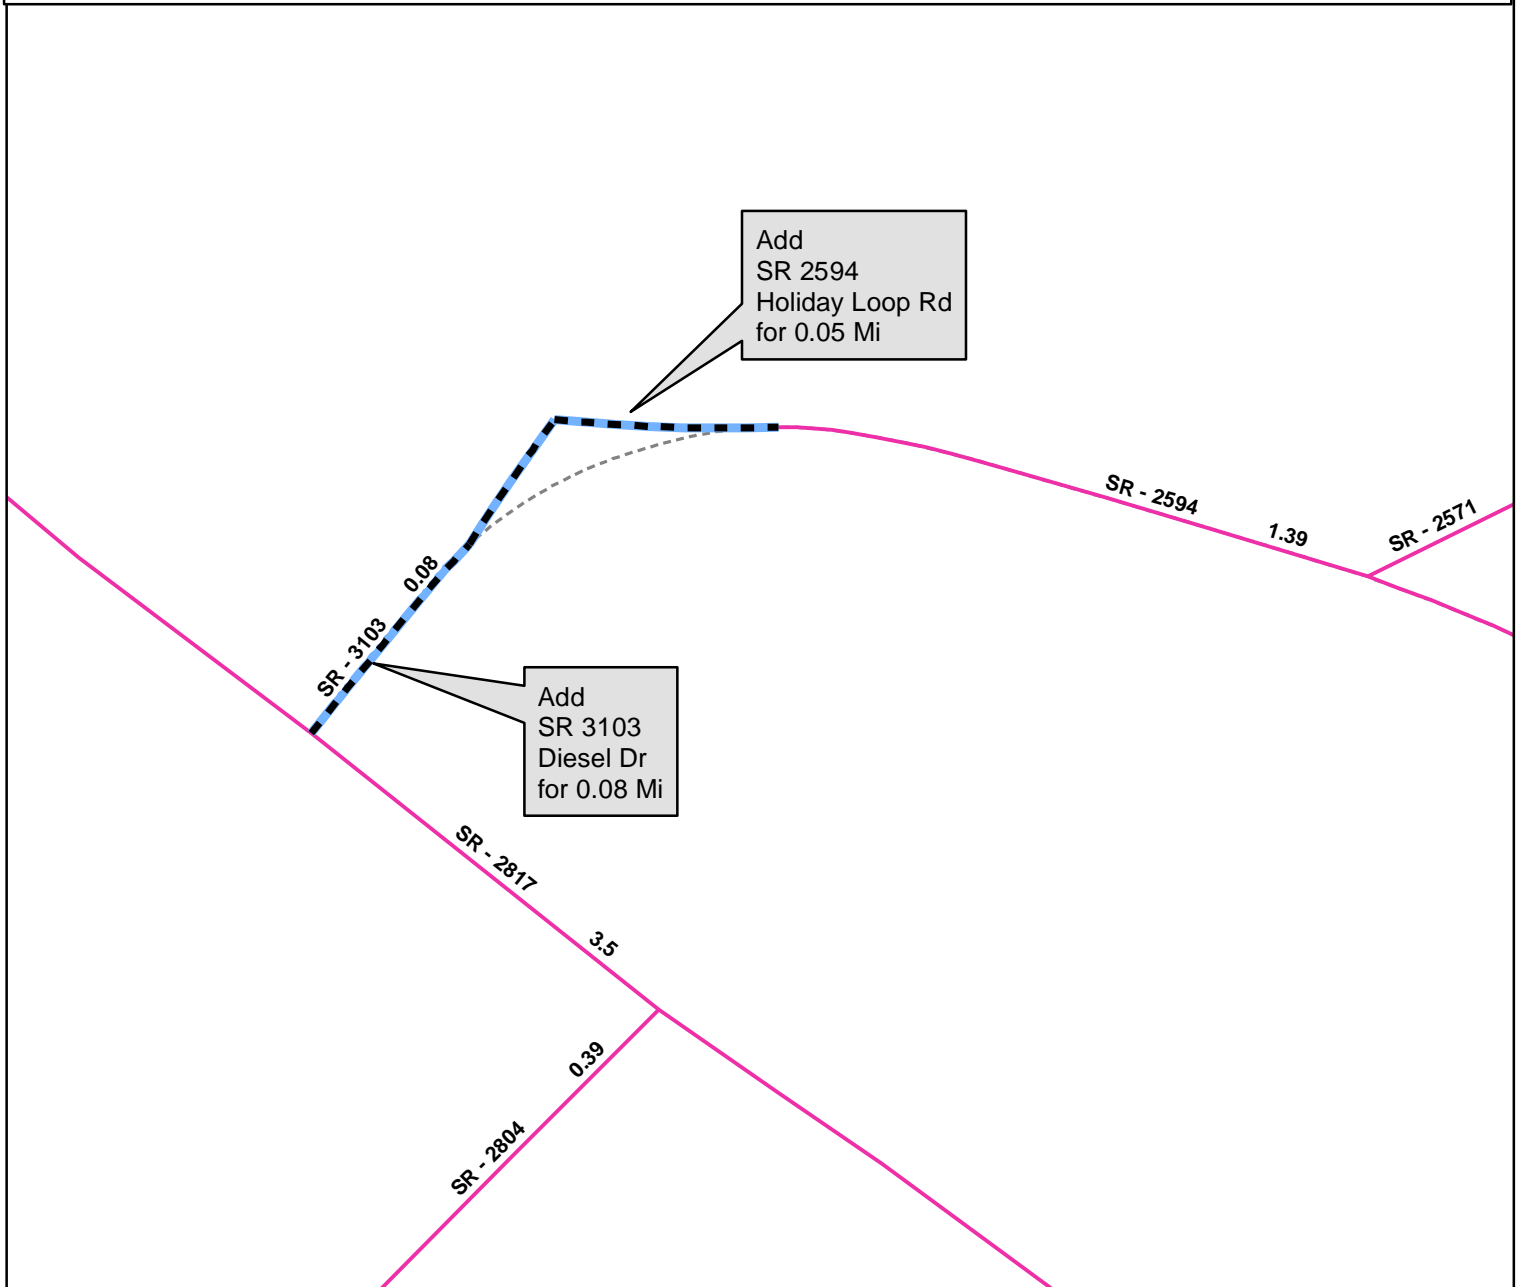 Add
SR 2594
Holiday Loop Rd
for 0.05 Mi
SR - 2594
1.39
SR - 2571
0.08
SR - 3103
Add
SR 3103
Diesel Dr
for 0.08 Mi
SR - 2817
3.5
0.39
SR - 2804